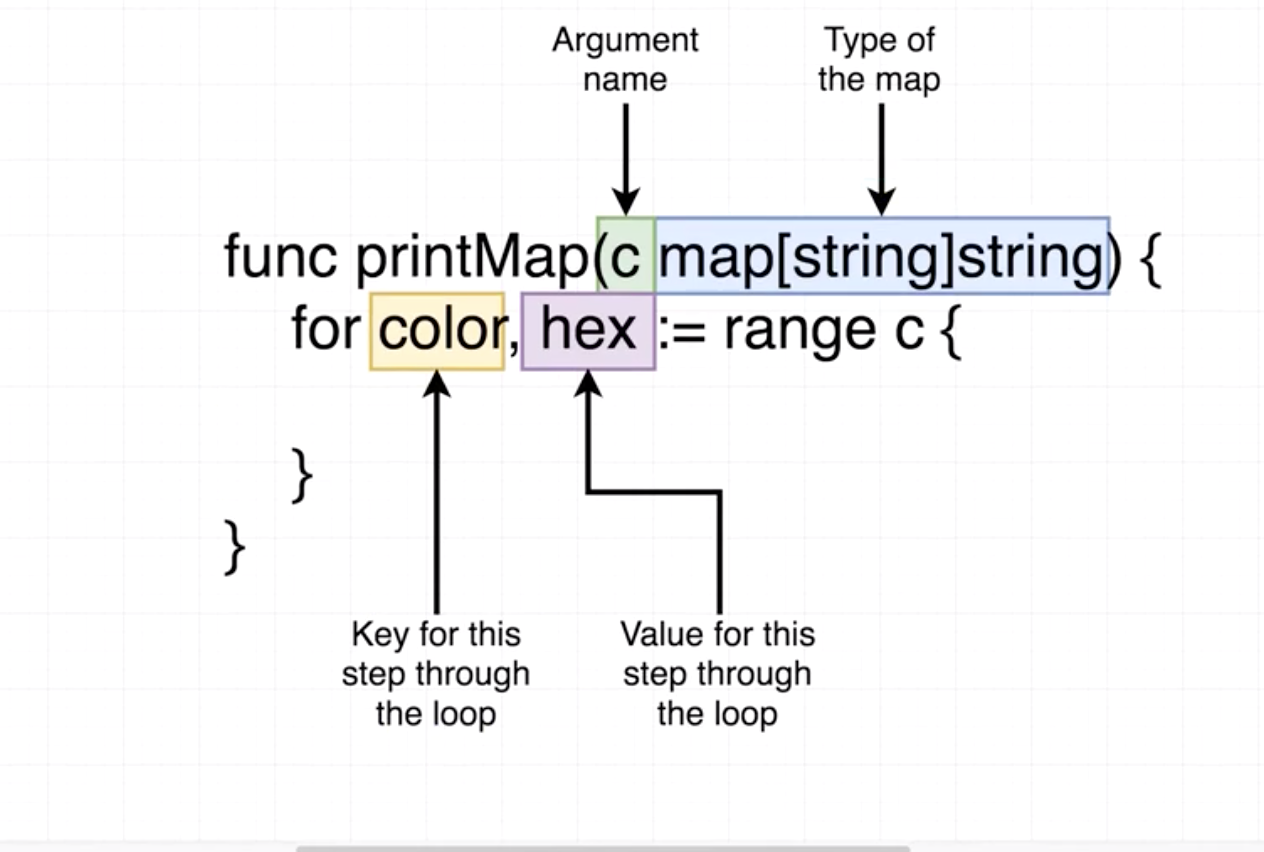 Argument
name
Type of
the map
func printMap(c map[string]string) {
for color, hex := range c {
}
}
Key for this
step through
the loop
Value for this
step through
the loop